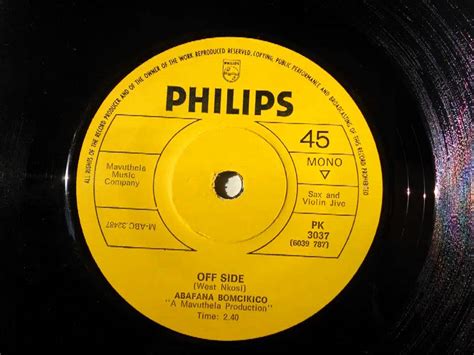 ALL RIGHTS OF THE RECORD PRODUCER AND OF THE OWNER OF THE WORK REPRODUCED RESERVED, COPYING, PUBLIC PERFORMANCE AND BROADCASTING OF THIS RECORD PROHIBITED
PHILIPS
PHILIPS
45
MONO
Mavuthela
Music
Company
Sax and
Violin Jive
M-ABC 32487
PK
3037
(6039 787)
OFF SIDE
(West Nkosi)
ABAFANA BOMCIKICO
"A Mavuthela Production"
Time: 2.40